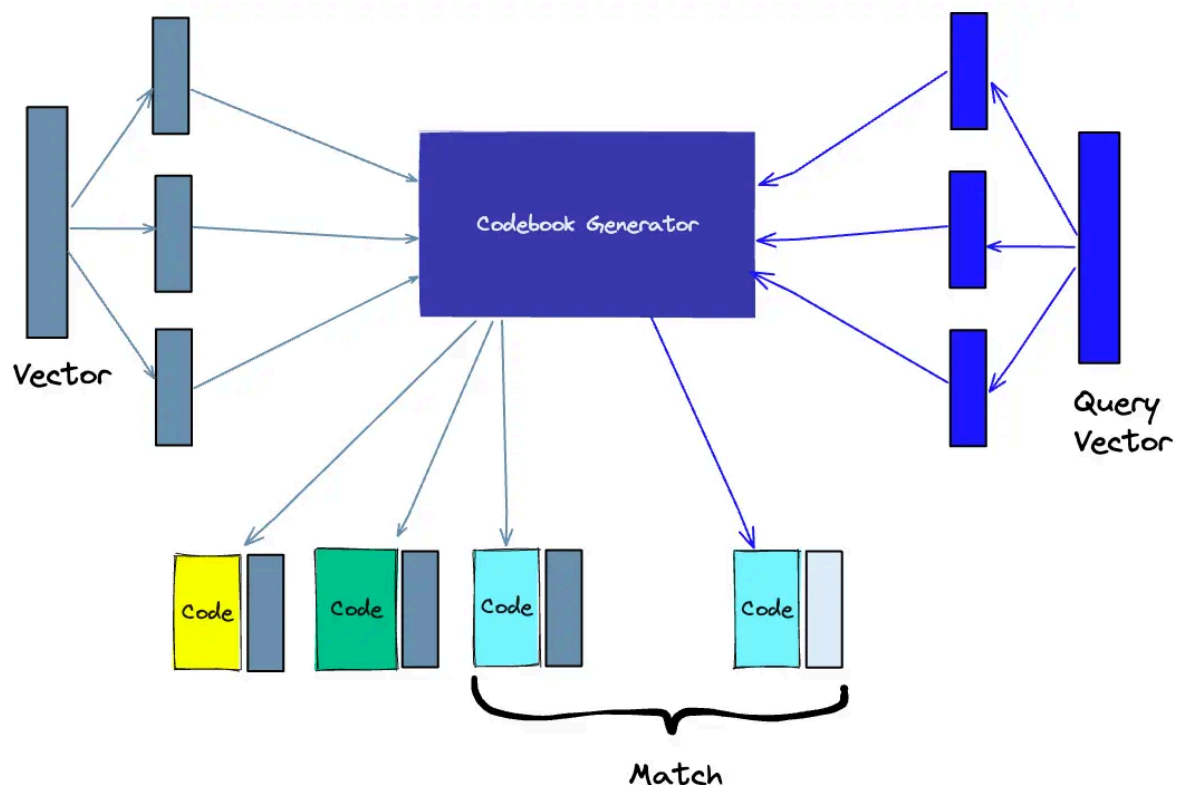 Codebook Generator
Vector
Query
Vector
Code
Code
Code
Code
Match